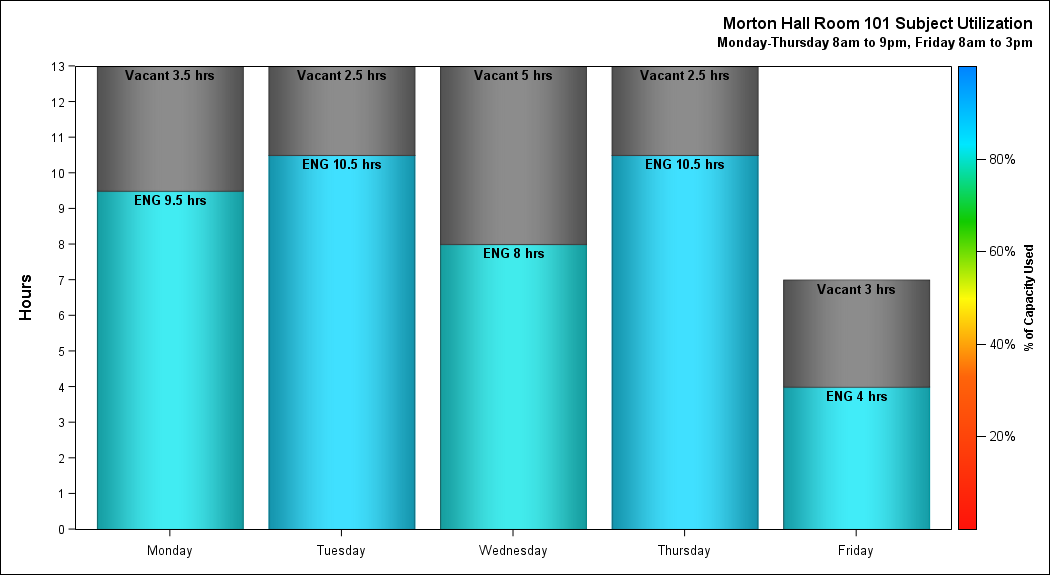 Morton Hall Room 101 Subject Utilization
Monday-Thursday 8am to 9pm, Friday 8am to 3pm
Hours
13
12
11
10
9
8
7
6
5
4
3
2
1
0
Vacant 3.5 hrs
ENG 9.5 hrs
Vacant 2.5 hrs
ENG 10.5 hrs
Vacant 5 hrs
ENG 8 hrs
Vacant 2.5 hrs
ENG 10.5 hrs
Vacant 3 hrs
ENG 4 hrs
Monday
Tuesday
Wednesday
Thursday
Friday
80%
60%
40%
20%
% of Capacity Used